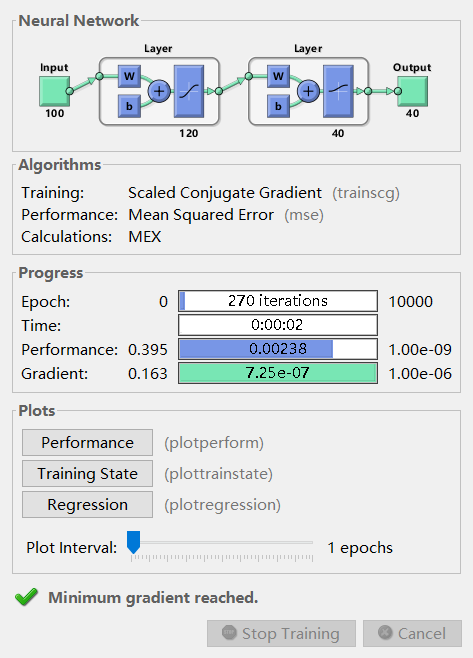 Neural Network
Layer Layer
Input Output
W W
b + b +
100 120 40 40
Algorithms
Training: Scaled Conjugate Gradient (trainscg)
Performance: Mean Squared Error (mse)
Calculations: MEX
Progress
Epoch: 0 270 iterations 10000
Time: 0:00:02
Performance: 0.395 0.00238 1.00e-09
Gradient: 0.163 7.25e-07 1.00e-06
Plots
Performance (plotperform)
Training State (plottrainstate)
Regression (plotregression)
Plot Interval: 1 epochs
Minimum gradient reached.
Stop Training Cancel